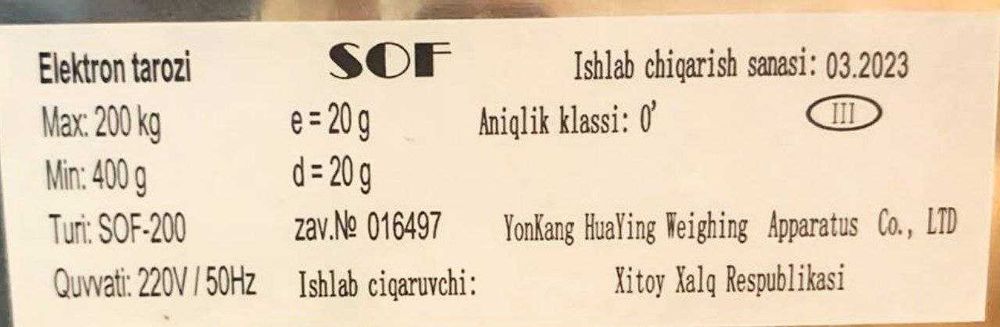 Elektron tarozi SOF Ishlab chiqarish sanasi: 03.2023
Max: 200 kg e = 20 g Aniqlik klassi: O' III
Min: 400 g d = 20 g
Turi: SOF-200 zav.№ 016497 YonKang HuaYing Weighing Apparatus Co., LTD
Quvvati: 220V / 50Hz Ishlab ciqaruvchi: Xitoy Xalq Respublikasi